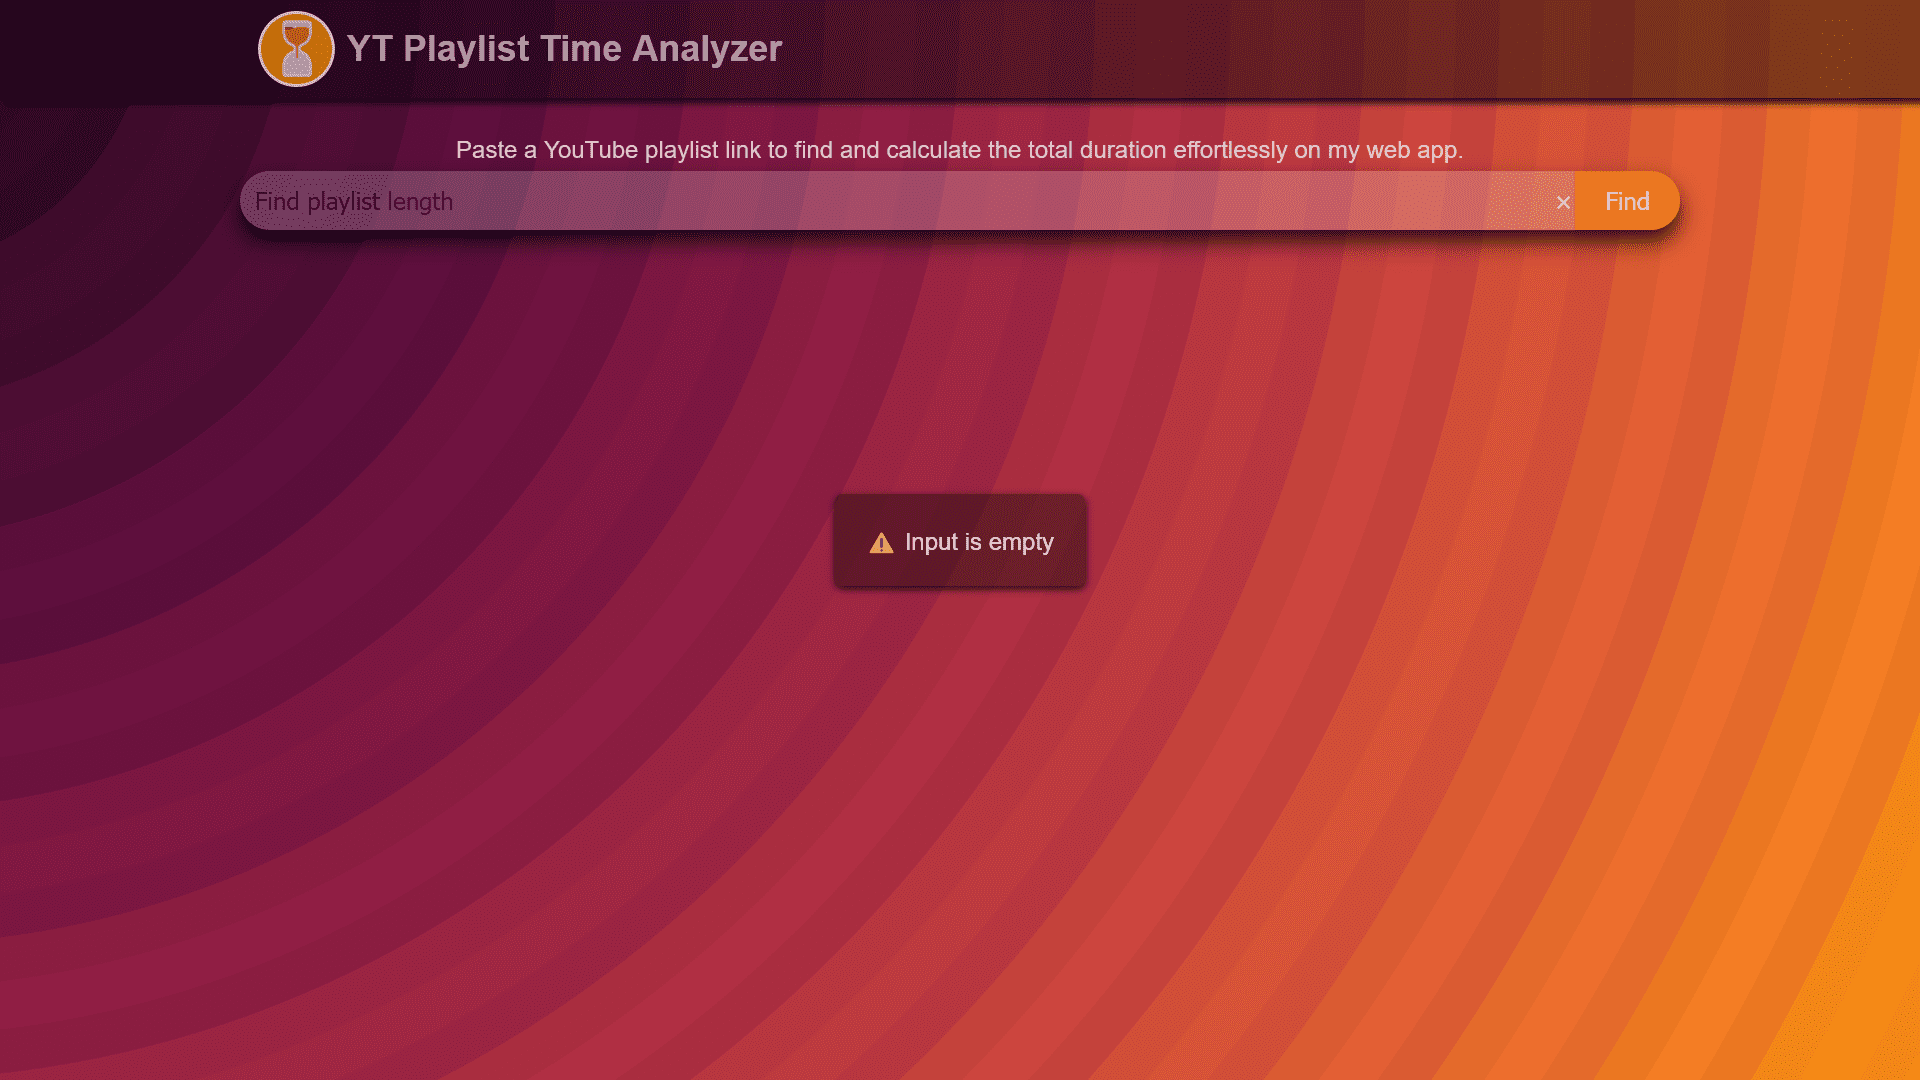 YT Playlist Time Analyzer
Paste a YouTube playlist link to find and calculate the total duration effortlessly on my web app.
Find playlist length
× Find
Input is empty